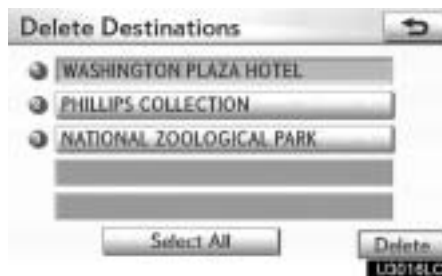 Delete Destinations
WASHINGTON PLAZA HOTEL
PHILLIPS COLLECTION
NATIONAL ZOOLOGICAL PARK
Select All
Delete